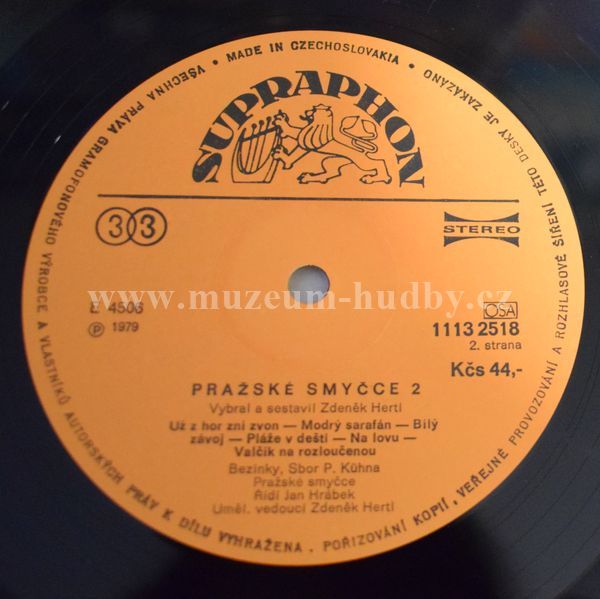 VŠECHNA PRÁVA GRAMOFONOVÉHO VÝROBCE A VLASTNÍKŮ AUTORSKÝCH PRÁV K DÍLU VYHRAŽENA . POŘIZOVÁNÍ KOPIÍ, VEŘEJNÉ PROVOZOVÁNÍ A ROZHLASOVÉ ŠÍŘENÍ TÉTO DESKY JE ZAKÁZÁNO
• MADE IN CZECHOSLOVAKIA •
SUPRAPHON
33
STEREO
www.muzeum-hudby.cz
E 4506
OSA
Ⓟ 1979
1113 2518
2. strana
Kčs 44,-
PRAŽSKÉ SMYČCE 2
Vybral a sestavil Zdeněk Hertl
Už z hor zní zvon — Modrý sarafán — Bílý
závoj — Pláže v dešti — Na lovu —
Valčík na rozloučenou
Bezinky, Sbor P. Kühna
Pražské smyčce
Řídí Jan Hrábek
Uměl. vedoucí Zdeněk Hertl